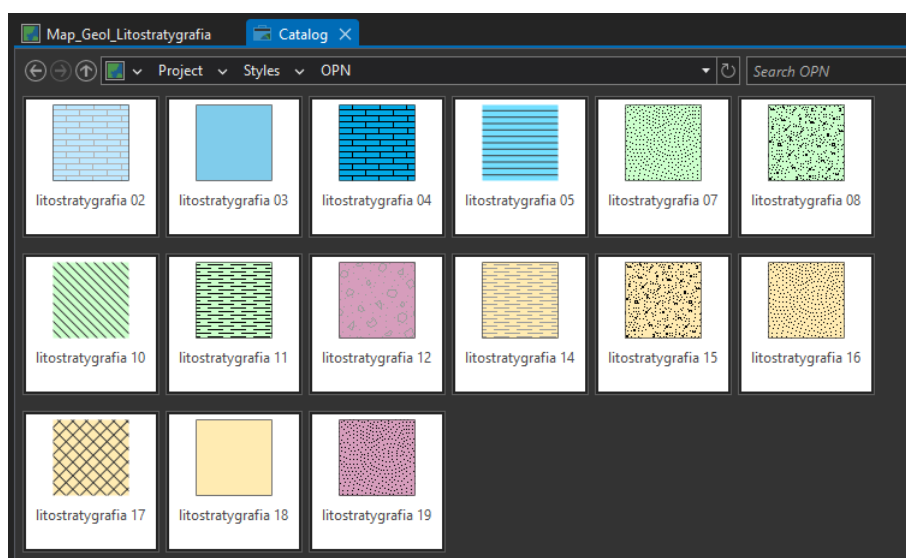 Map_Geol_Litostratygrafia
Catalog
Project
Styles
OPN
Search OPN
litostratygrafia 02
litostratygrafia 03
litostratygrafia 04
litostratygrafia 05
litostratygrafia 07
litostratygrafia 08
litostratygrafia 10
litostratygrafia 11
litostratygrafia 12
litostratygrafia 14
litostratygrafia 15
litostratygrafia 16
litostratygrafia 17
litostratygrafia 18
litostratygrafia 19